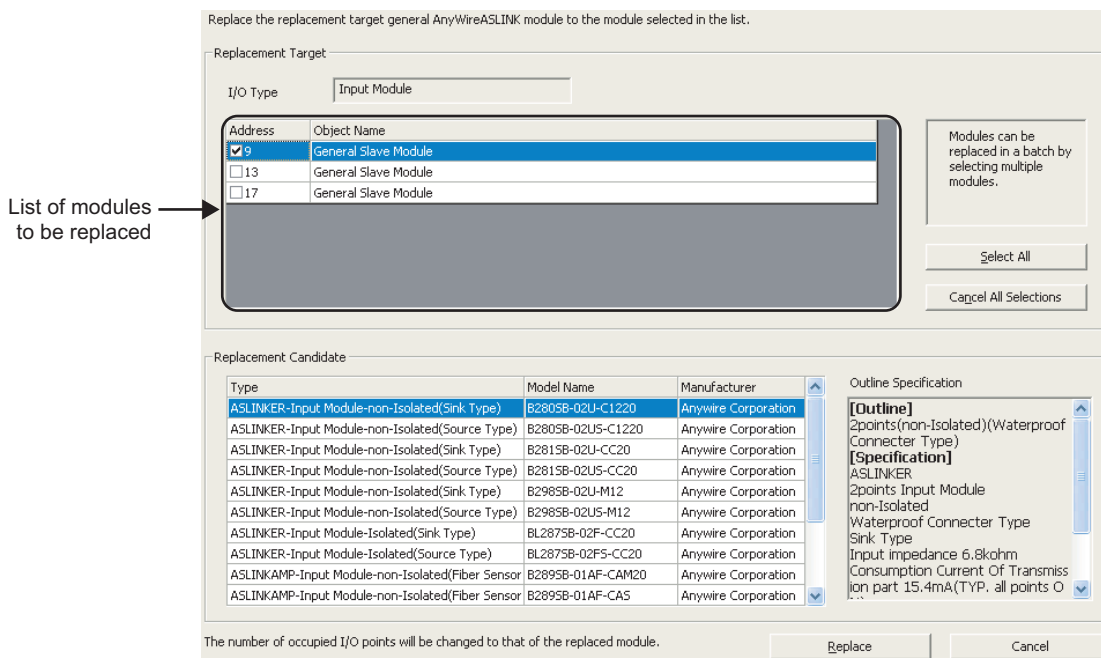 Replace the replacement target general AnyWireASLINK module to the module selected in the list.
Replacement Target
I/O Type Input Module
Address Object Name
9 General Slave Module
13 General Slave Module
17 General Slave Module
Modules can be
replaced in a batch by
selecting multiple
modules.
List of modules
to be replaced
Select All
Cancel All Selections
Replacement Candidate
Type Model Name Manufacturer
ASLINKER-Input Module-non-Isolated(Sink Type) B280SB-02U-C1220 Anywire Corporation
ASLINKER-Input Module-non-Isolated(Source Type) B280SB-02US-C1220 Anywire Corporation
ASLINKER-Input Module-non-Isolated(Sink Type) B281SB-02U-CC20 Anywire Corporation
ASLINKER-Input Module-non-Isolated(Source Type) B281SB-02US-CC20 Anywire Corporation
ASLINKER-Input Module-non-Isolated(Sink Type) B298SB-02U-M12 Anywire Corporation
ASLINKER-Input Module-non-Isolated(Source Type) B298SB-02US-M12 Anywire Corporation
ASLINKER-Input Module-Isolated(Sink Type) BL287SB-02F-CC20 Anywire Corporation
ASLINKER-Input Module-Isolated(Source Type) BL287SB-02FS-CC20 Anywire Corporation
ASLINKAMP-Input Module-non-Isolated(Fiber Sensor B289SB-01AF-CAM20 Anywire Corporation
ASLINKAMP-Input Module-non-Isolated(Fiber Sensor B289SB-01AF-CAS Anywire Corporation
Outline Specification
[Outline]
2points(non-Isolated)(Waterproof
Connecter Type)
[Specification]
ASLINKER
2points Input Module
non-Isolated
Waterproof Connecter Type
Sink Type
Input impedance 6.8kohm
Consumption Current Of Transmiss
ion part 15.4mA(TYP. all points O
The number of occupied I/O points will be changed to that of the replaced module.
Replace
Cancel